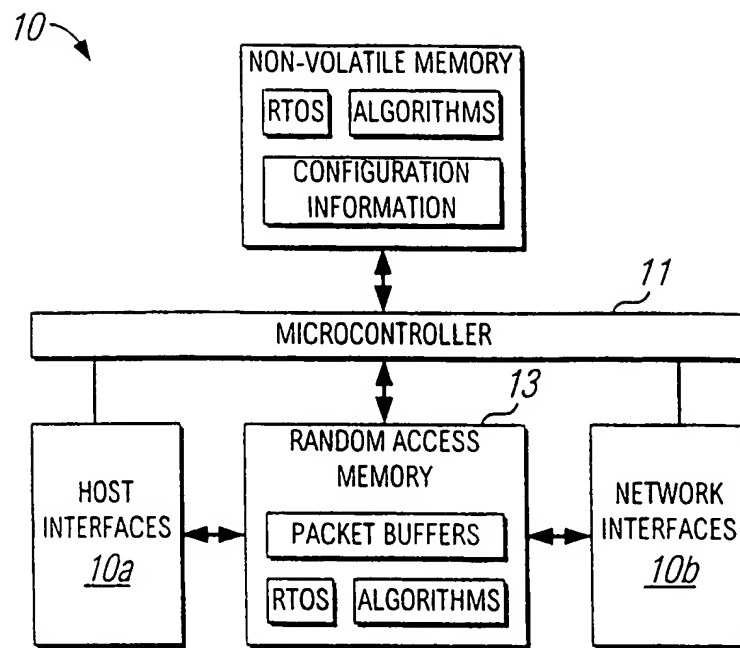 10
NON-VOLATILE MEMORY
RTOS
ALGORITHMS
CONFIGURATION
INFORMATION
11
MICROCONTROLLER
13
HOST
INTERFACES
10a
RANDOM ACCESS
MEMORY
PACKET BUFFERS
RTOS
ALGORITHMS
NETWORK
INTERFACES
10b